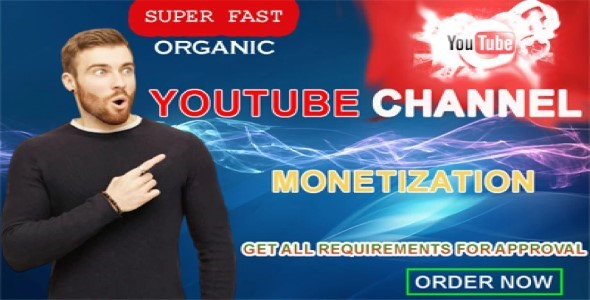 SUPER FAST
ORGANIC
YouTube
YOUTUBE CHANNEL
MONETIZATION
GET ALL REQUIREMENTS FOR APPROVAL
ORDER NOW